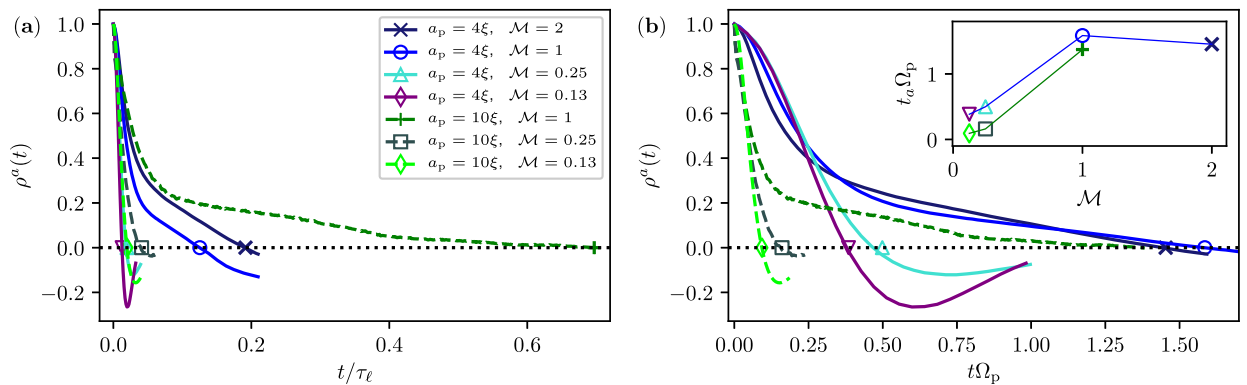 (a)
ρᵃ(t)
1.0
0.8
0.6
0.4
0.2
0.0
−0.2
0.0 0.2 0.4 0.6
t/τ_ℓ
a_p = 4ξ, ℳ = 2
a_p = 4ξ, ℳ = 1
a_p = 4ξ, ℳ = 0.25
a_p = 4ξ, ℳ = 0.13
a_p = 10ξ, ℳ = 1
a_p = 10ξ, ℳ = 0.25
a_p = 10ξ, ℳ = 0.13
(b)
ρᵃ(t)
1.0
0.8
0.6
0.4
0.2
0.0
−0.2
0.00 0.25 0.50 0.75 1.00 1.25 1.50
tΩ_p
t_aΩ_p
1
0
0 1 2
ℳ